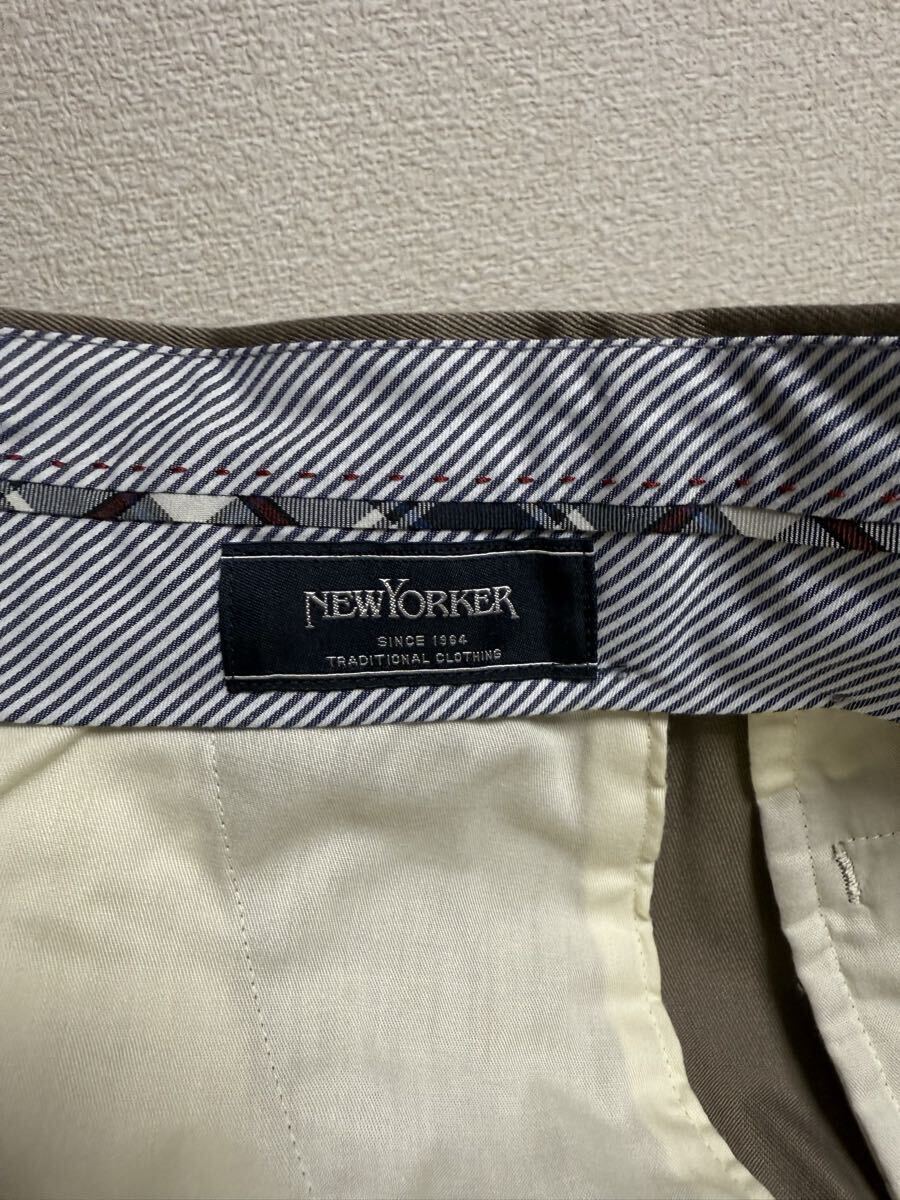 NEWYORKER
SINCE 1964
TRADITIONAL CLOTHING